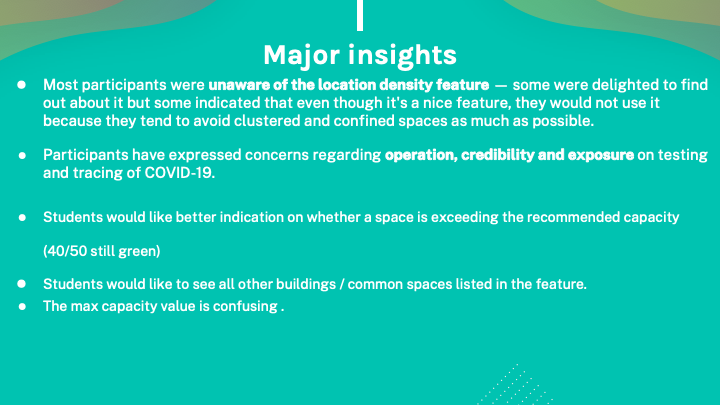 Major insights
● Most participants were unaware of the location density feature — some were delighted to find
out about it but some indicated that even though it's a nice feature, they would not use it
because they tend to avoid clustered and confined spaces as much as possible.
● Participants have expressed concerns regarding operation, credibility and exposure on testing
and tracing of COVID-19.
● Students would like better indication on whether a space is exceeding the recommended capacity
(40/50 still green)
● Students would like to see all other buildings / common spaces listed in the feature.
● The max capacity value is confusing .